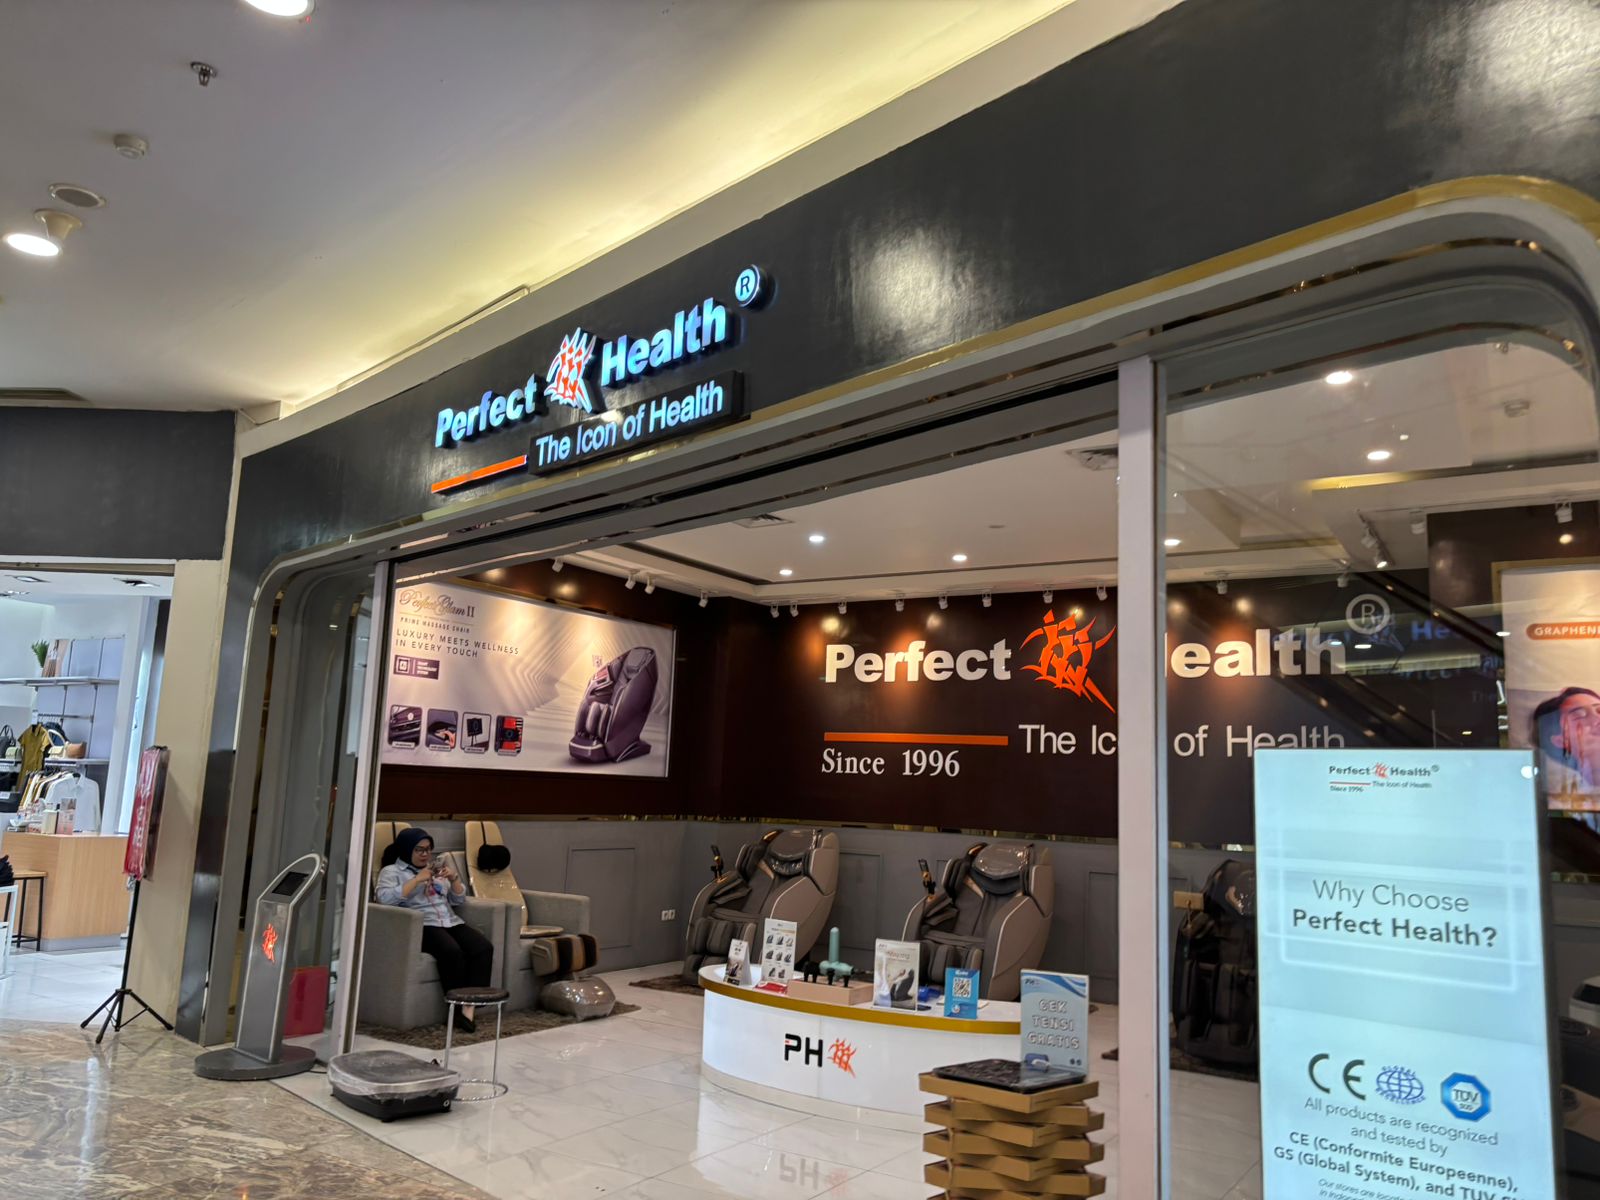 Perfect Health ®
The Icon of Health
Perfect Glam II
PRIME MASSAGE CHAIR
LUXURY MEETS WELLNESS
IN EVERY TOUCH
Perfect ealth ®
The Ic of Health
Since 1996
GRAPHEN
Perfect Health®
Since 1996 The Icon of Health
Why Choose
Perfect Health?
CE
TÜV
All products are recognized
and tested by
CE (Conformite Europeenne),
GS (Global System), and TUV
PH
CEK
TENSI
GRATIS
PH